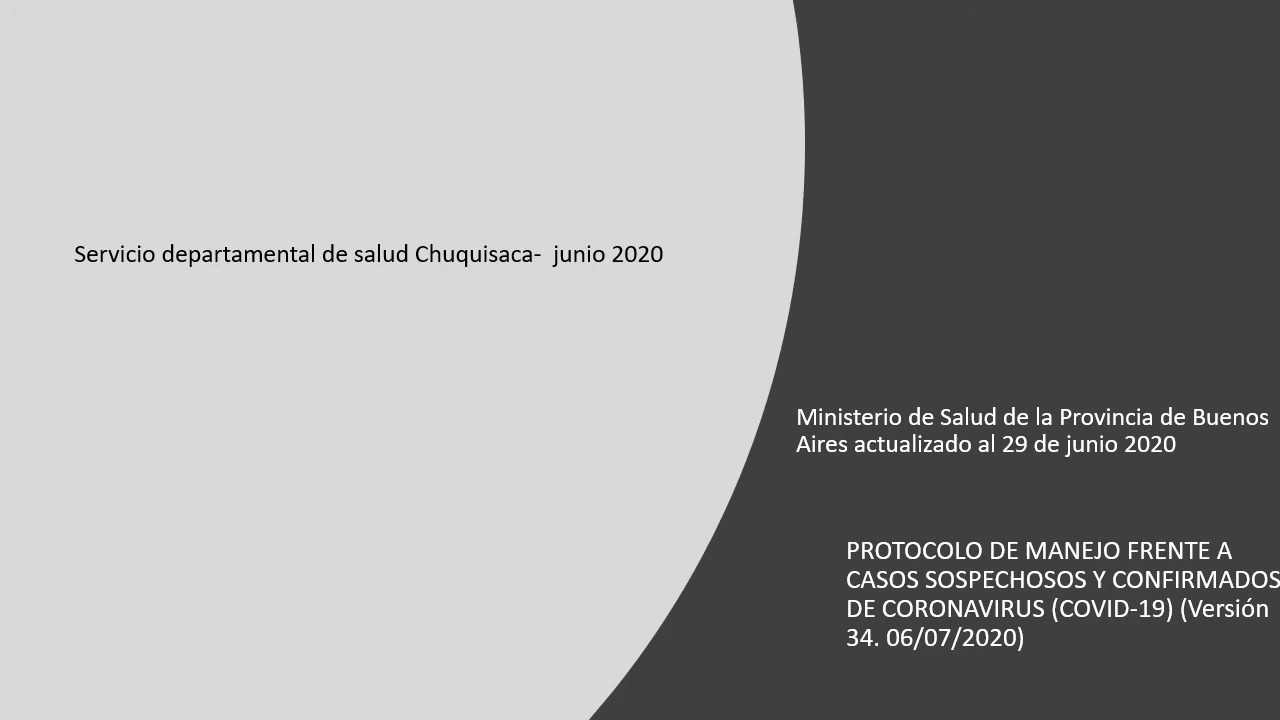 Servicio departamental de salud Chuquisaca-  junio 2020
Ministerio de Salud de la Provincia de Buenos
Aires actualizado al 29 de junio 2020
PROTOCOLO DE MANEJO FRENTE A
CASOS SOSPECHOSOS Y CONFIRMADOS
DE CORONAVIRUS (COVID-19) (Versión
34. 06/07/2020)